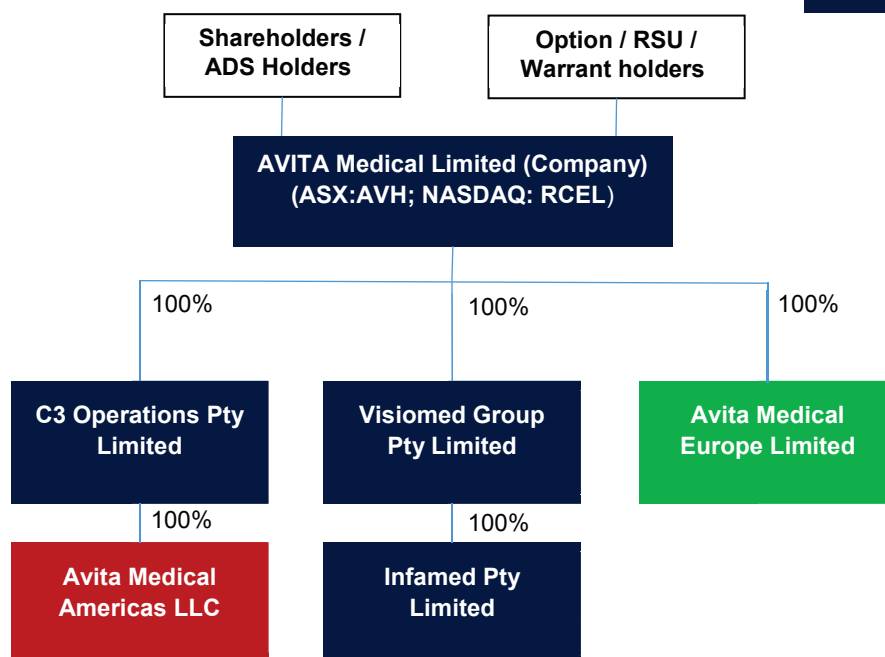 Shareholders /
ADS Holders
Option / RSU /
Warrant holders
AVITA Medical Limited (Company)
(ASX:AVH; NASDAQ: RCEL)
100%
100%
100%
C3 Operations Pty
Limited
Visiomed Group
Pty Limited
Avita Medical
Europe Limited
100%
100%
Avita Medical
Americas LLC
Infamed Pty
Limited